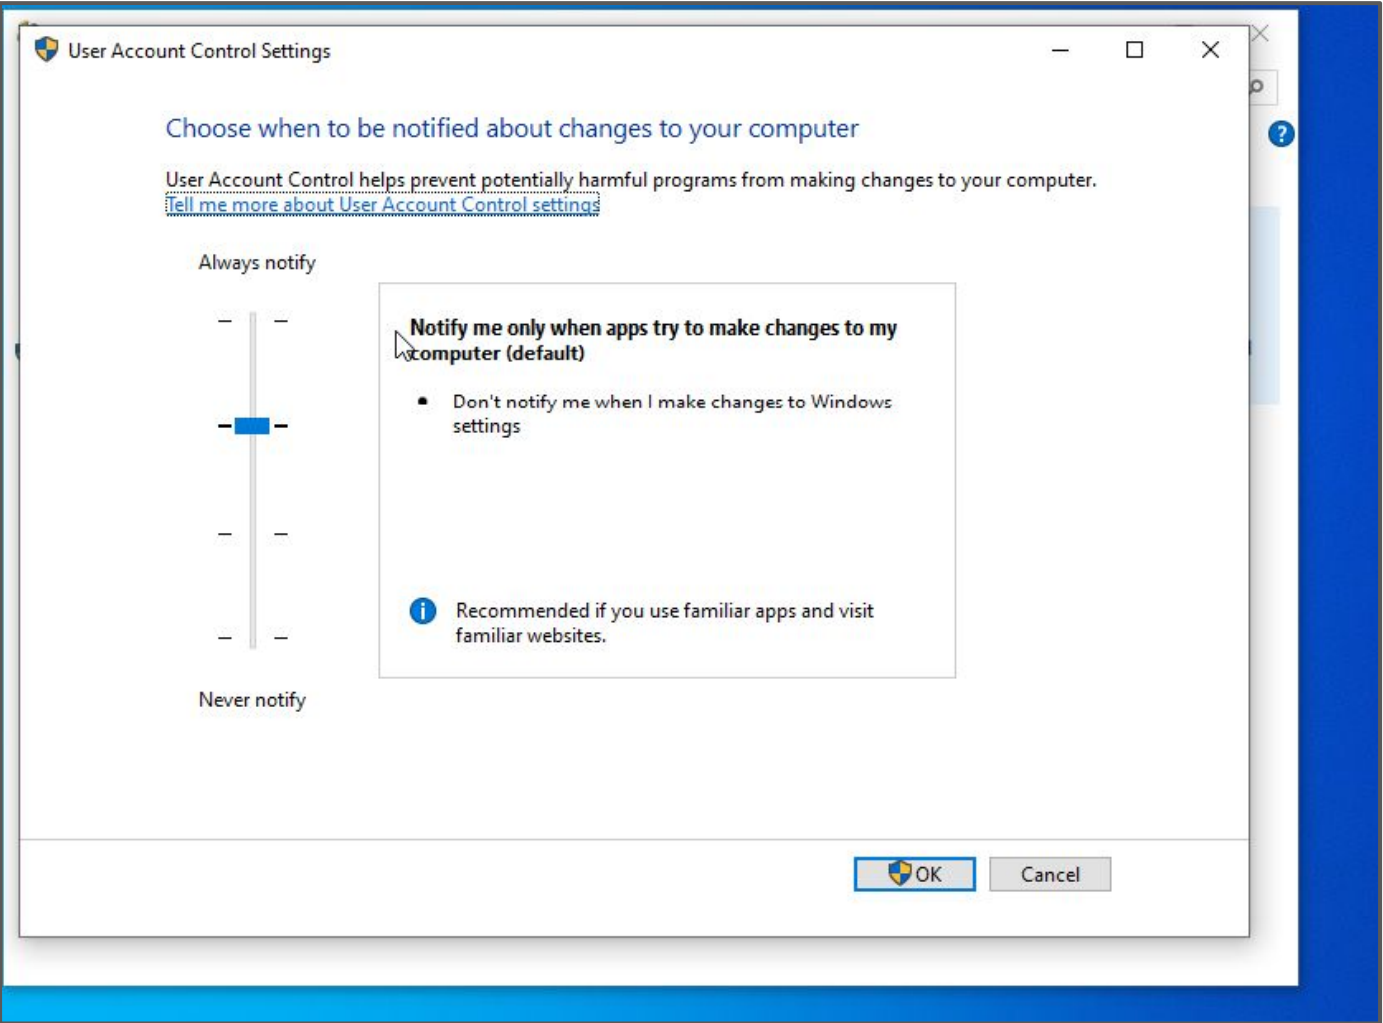 User Account Control Settings
Choose when to be notified about changes to your computer
User Account Control helps prevent potentially harmful programs from making changes to your computer.
Tell me more about User Account Control settings
Always notify
Notify me only when apps try to make changes to my
computer (default)
• Don't notify me when I make changes to Windows
settings
Recommended if you use familiar apps and visit
familiar websites.
Never notify
OK
Cancel